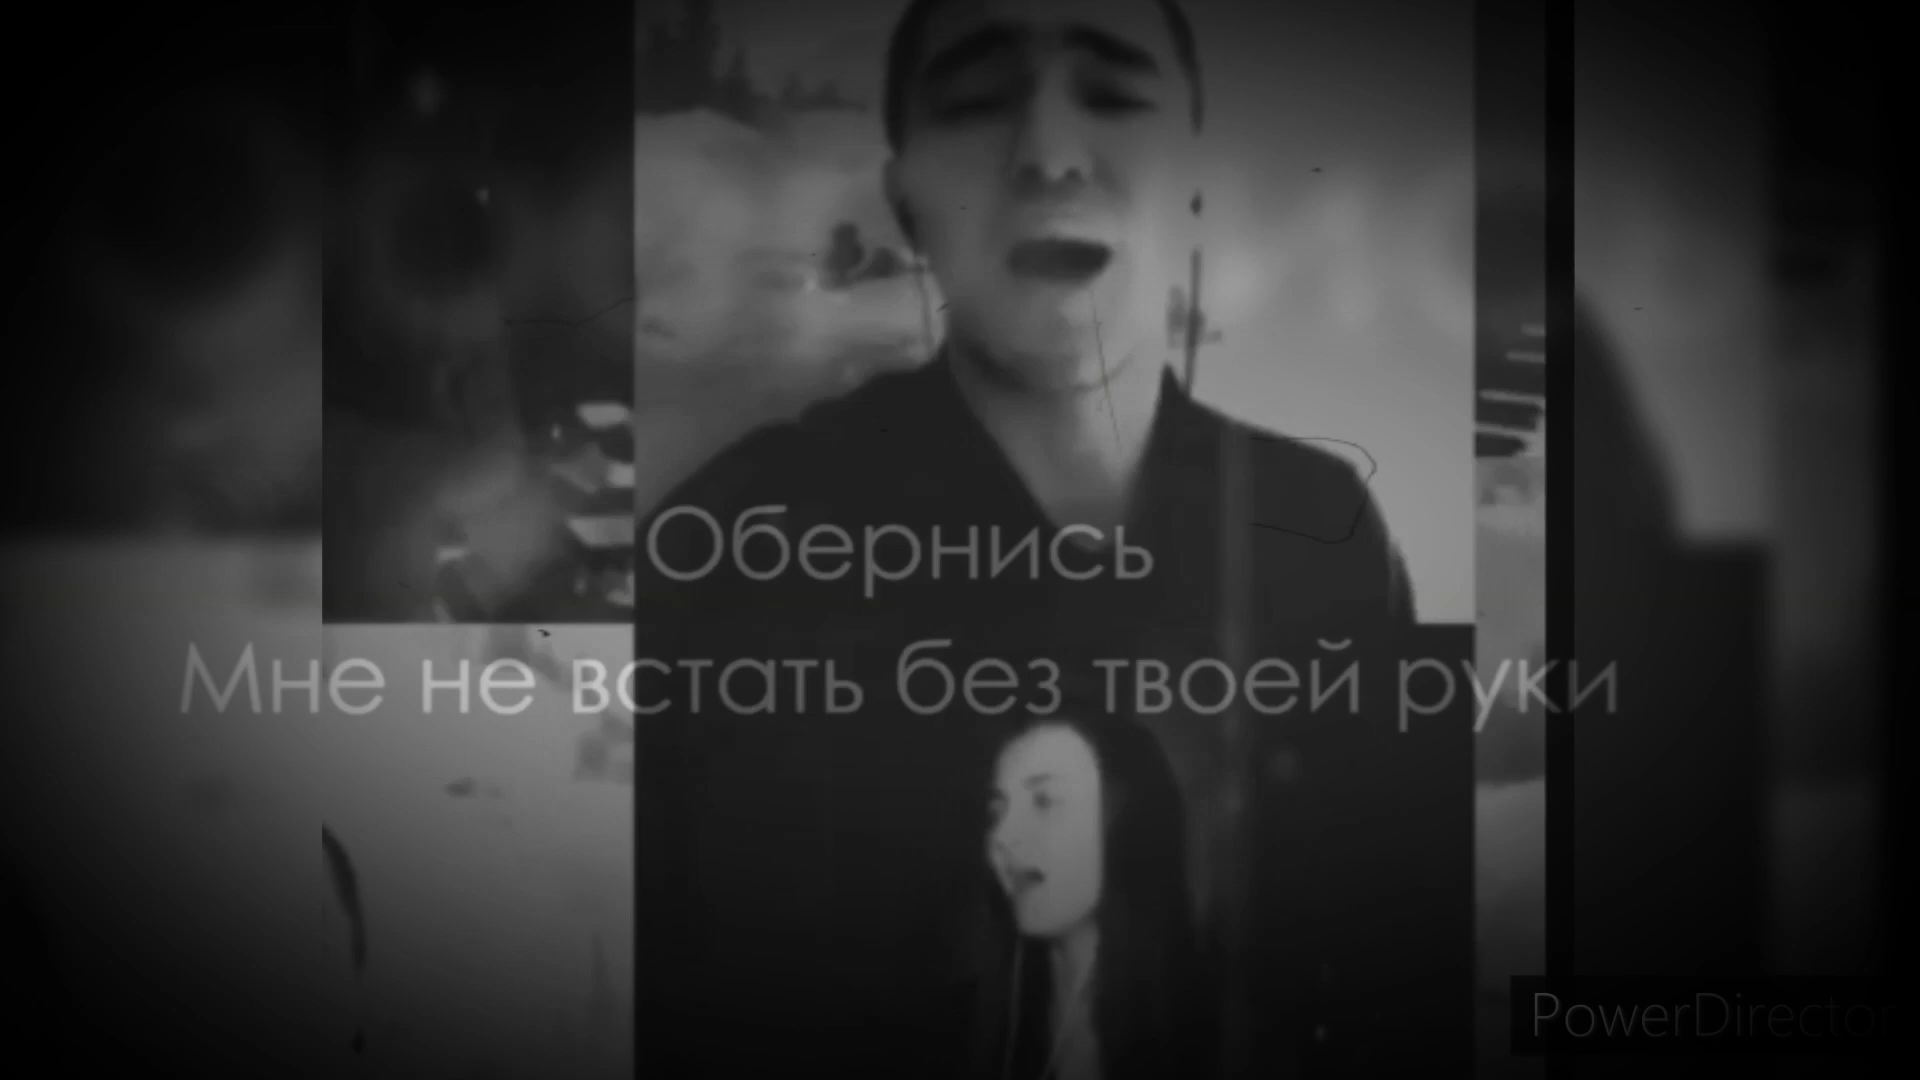 Обернись
Мне не встать без твоей руки
PowerDirector